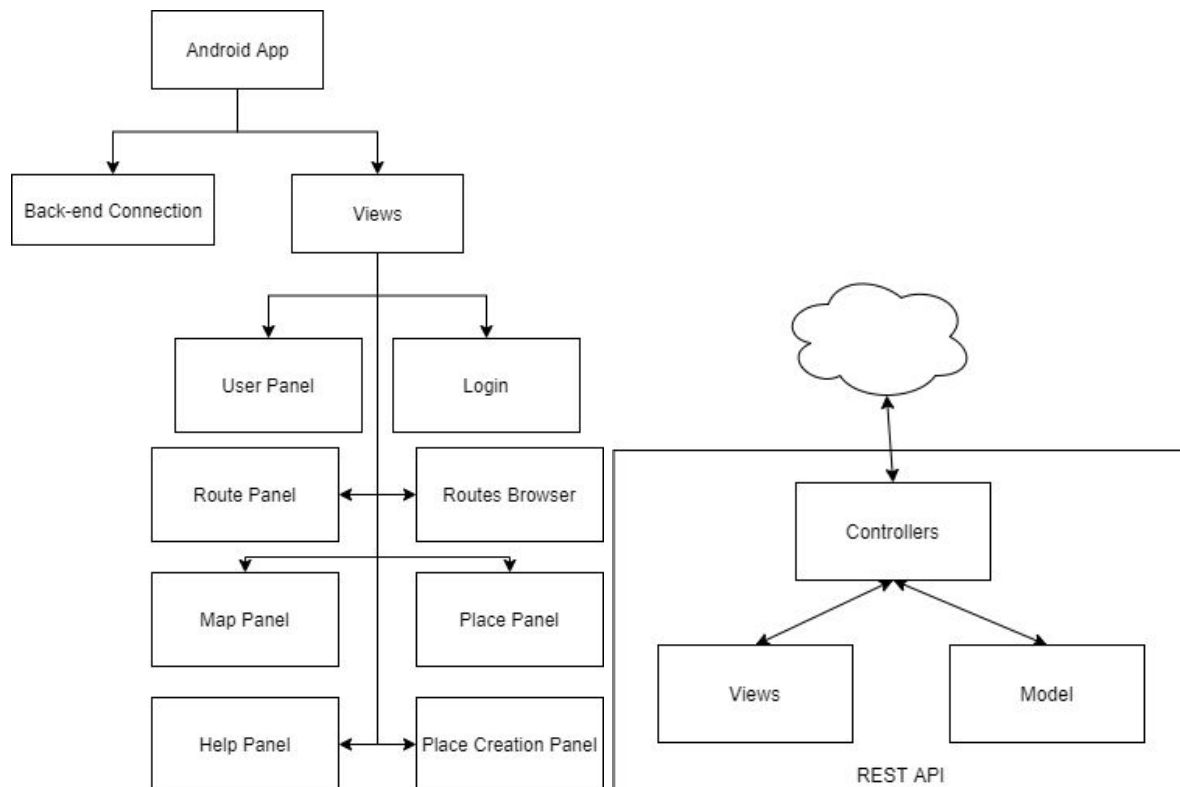 Android App
Back-end Connection
Views
User Panel
Login
Route Panel
Routes Browser
Controllers
Map Panel
Place Panel
Views
Model
Help Panel
Place Creation Panel
REST API